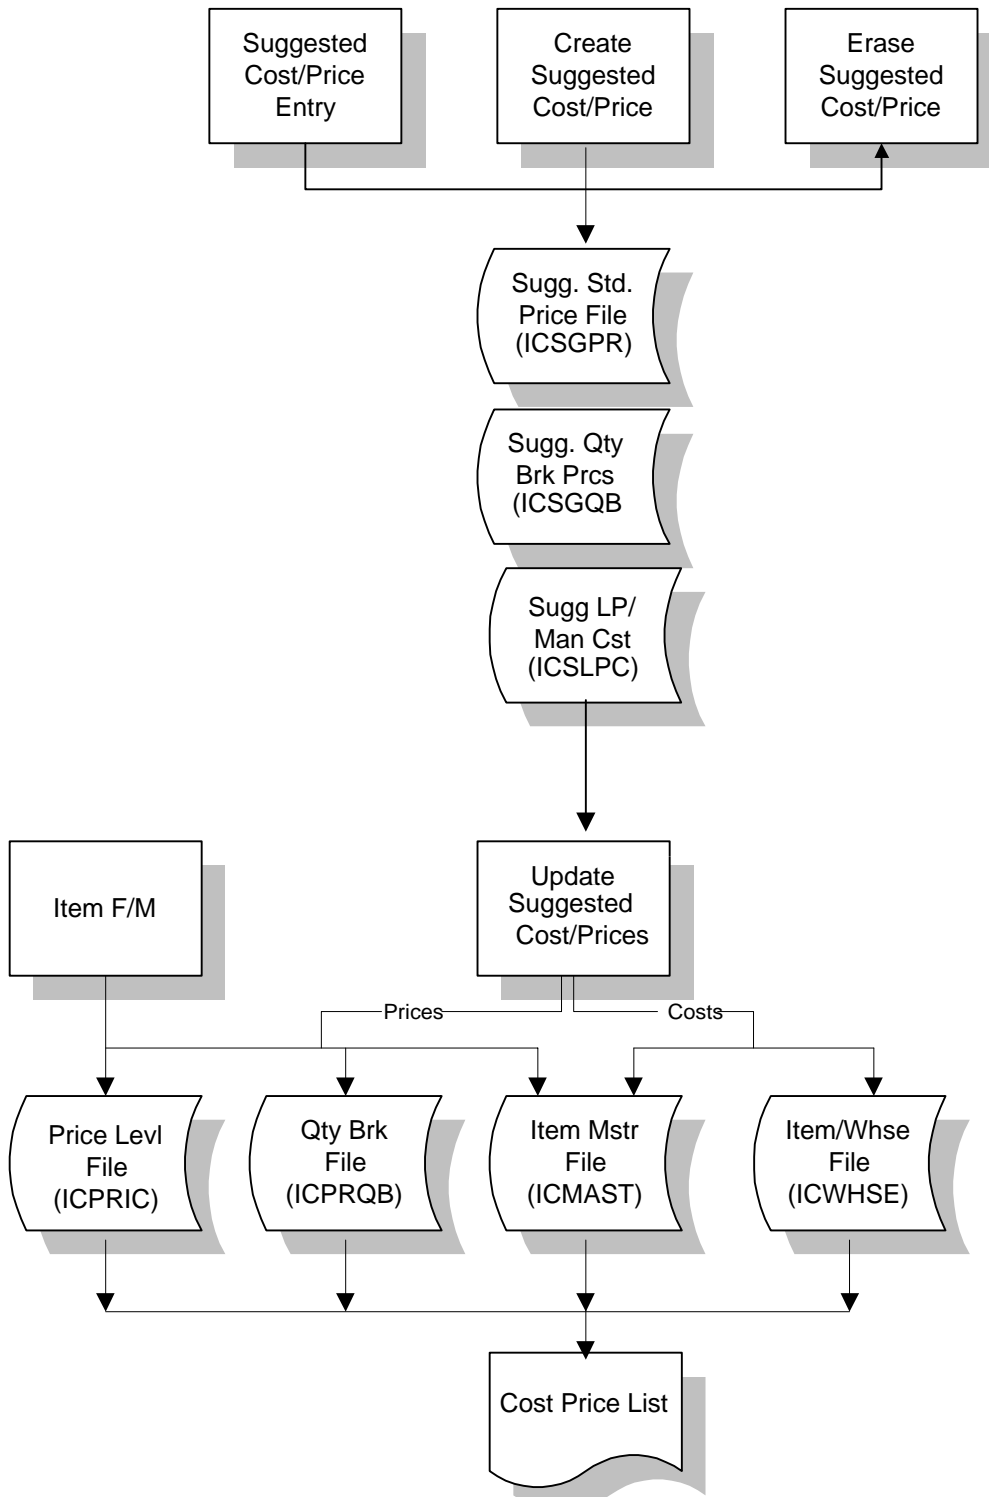 Suggested
Cost/Price
Entry
Create
Suggested
Cost/Price
Erase
Suggested
Cost/Price
Sugg. Std.
Price File
(ICSGPR)
Sugg. Qty
Brk Prcs
(ICSGQB
Sugg LP/
Man Cst
(ICSLPC)
Item F/M
Update
Suggested
Cost/Prices
Prices
Costs
Price Levl
File
(ICPRIC)
Qty Brk
File
(ICPRQB)
Item Mstr
File
(ICMAST)
Item/Whse
File
(ICWHSE)
Cost Price List